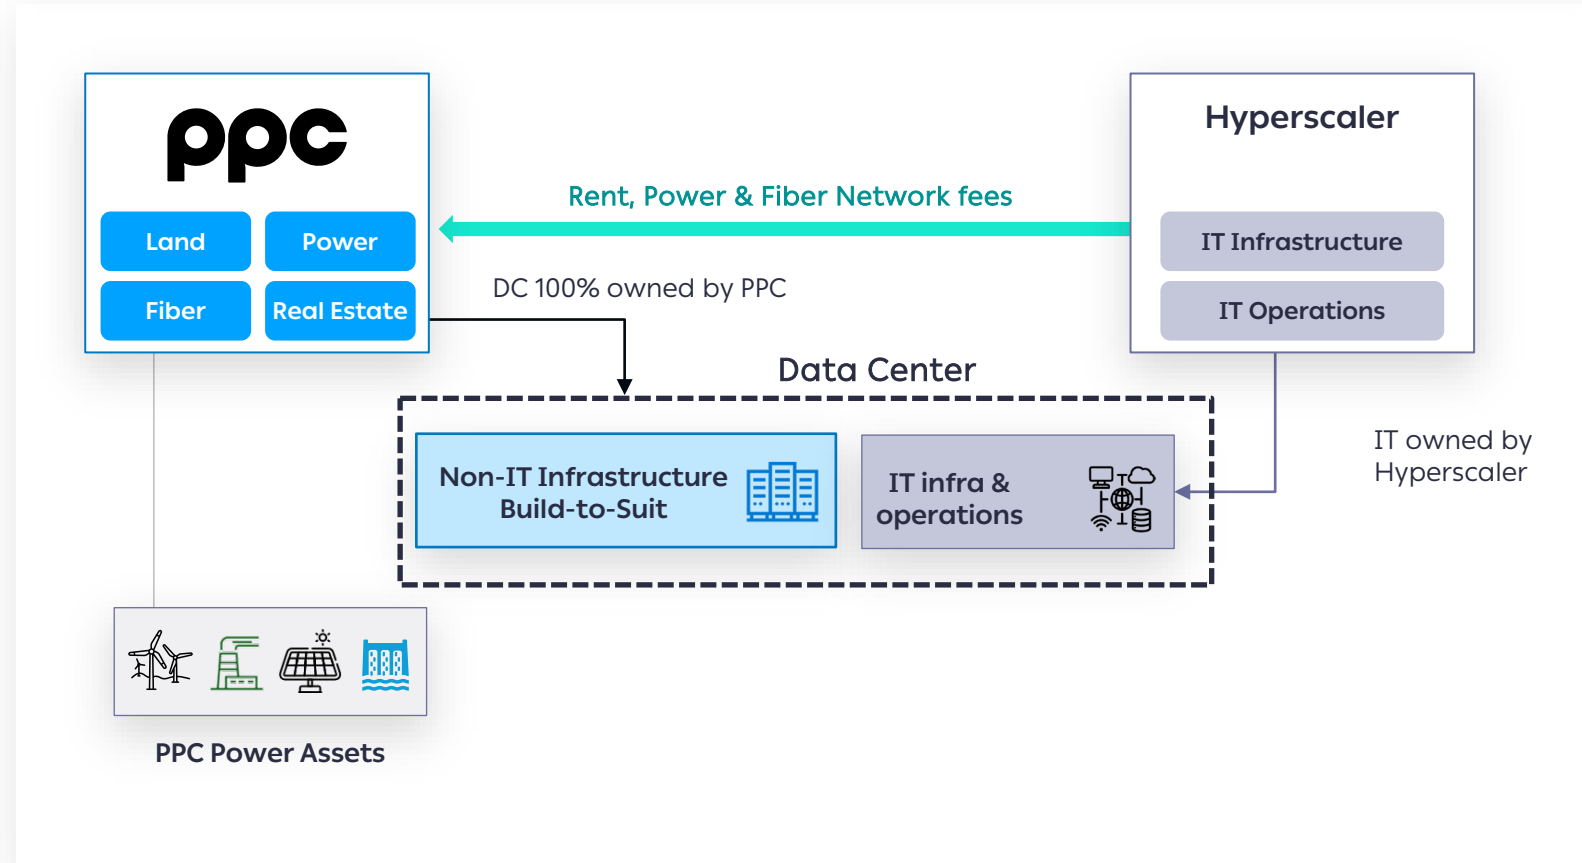 ppc
Land
Power
Fiber
Real Estate
Hyperscaler
IT Infrastructure
IT Operations
Rent, Power & Fiber Network fees
DC 100% owned by PPC
Data Center
Non-IT Infrastructure
Build-to-Suit
IT infra &
operations
IT owned by
Hyperscaler
PPC Power Assets